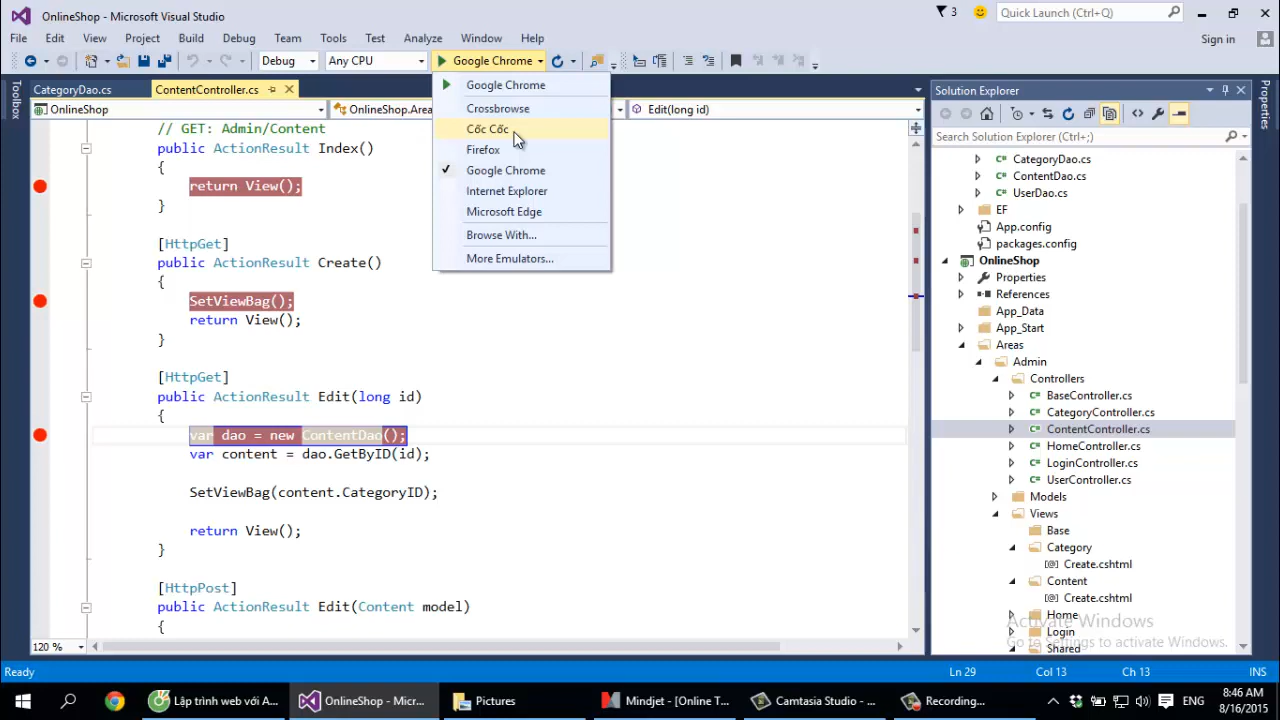 OnlineShop - Microsoft Visual Studio
3
Quick Launch (Ctrl+Q)
File Edit View Project Build Debug Team Tools Test Analyze Window Help
Sign in
Debug Any CPU Google Chrome
CategoryDao.cs ContentController.cs
OnlineShop OnlineShop.Area Edit(long id)
Google Chrome
Crossbrowse
Cốc Cốc
Firefox
Google Chrome
Internet Explorer
Microsoft Edge
Browse With...
More Emulators...
Toolbox
// GET: Admin/Content
public ActionResult Index()
{
return View();
}
[HttpGet]
public ActionResult Create()
{
SetViewBag();
return View();
}
[HttpGet]
public ActionResult Edit(long id)
{
var dao = new ContentDao();
var content = dao.GetByID(id);
SetViewBag(content.CategoryID);
return View();
}
[HttpPost]
public ActionResult Edit(Content model)
{
120 %
Solution Explorer
Search Solution Explorer (Ctrl+;)
CategoryDao.cs
ContentDao.cs
UserDao.cs
EF
App.config
packages.config
OnlineShop
Properties
References
App_Data
App_Start
Areas
Admin
Controllers
BaseController.cs
CategoryController.cs
ContentController.cs
HomeController.cs
LoginController.cs
UserController.cs
Models
Views
Base
Category
Create.cshtml
Content
Create.cshtml
Home
Login
Shared
Activate Windows
Go to Settings to activate Windows.
Properties
Ready Ln 29 Col 13 Ch 13 INS
Lập trình web với A... OnlineShop - Micr... Pictures Mindjet - [Online T... Camtasia Studio - ... Recording...
ENG
8:46 AM
8/16/2015